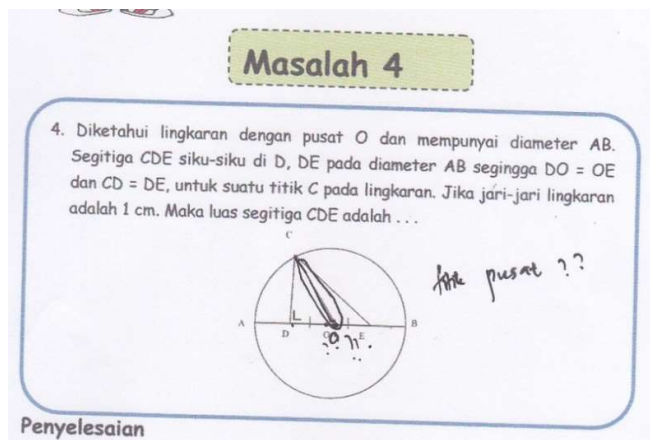 Masalah 4
4. Diketahui lingkaran dengan pusat O dan mempunyai diameter AB.
Segitiga CDE siku-siku di D, DE pada diameter AB segingga DO = OE
dan CD = DE, untuk suatu titik C pada lingkaran. Jika jari-jari lingkaran
adalah 1 cm. Maka luas segitiga CDE adalah . . .
C
titik pusat ??
A
B
D
O
E
Penyelesaian